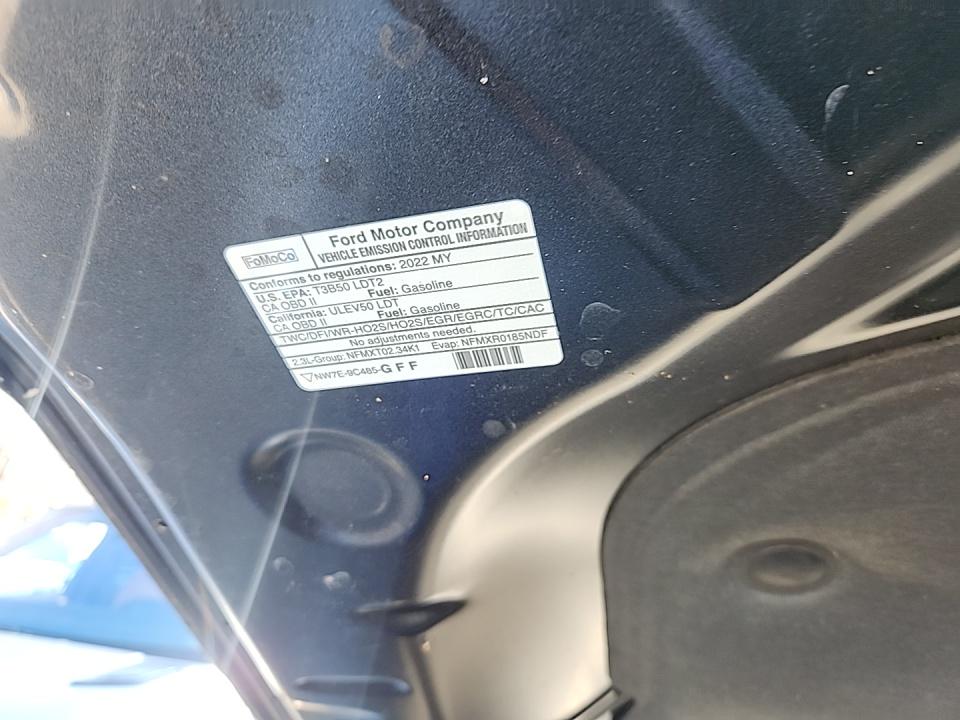 FoMoCo
Ford Motor Company
VEHICLE EMISSION CONTROL INFORMATION
Conforms to regulations: 2022 MY
U.S. EPA: T3B50 LDT2
CA OBD II Fuel: Gasoline
California: ULEV50 LDT
CA OBD II Fuel: Gasoline
TWC/DFI/WR-HO2S/HO2S/EGR/EGRC/TC/CAC
No adjustments needed.
2.3L-Group: NFMXT02.34K1 Evap: NFMXR0185NDF
NW7E-9C485-GFF